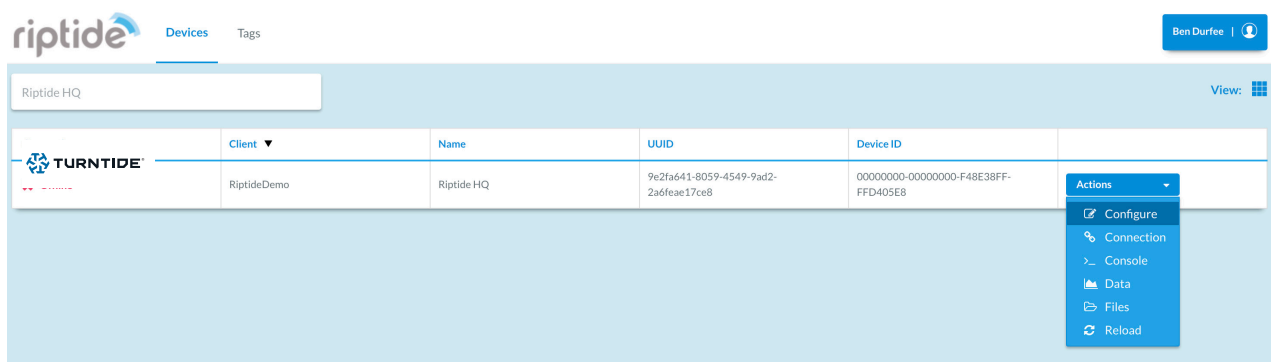 riptide
Devices
Tags
Ben Durfee |
Riptide HQ
View:
TURNTIDE
Client ▼
Name
UUID
Device ID
RiptideDemo
Riptide HQ
9e2fa641-8059-4549-9ad2-
2a6feae17ce8
00000000-00000000-F48E38FF-
FFD405E8
Actions
Configure
Connection
Console
Data
Files
Reload